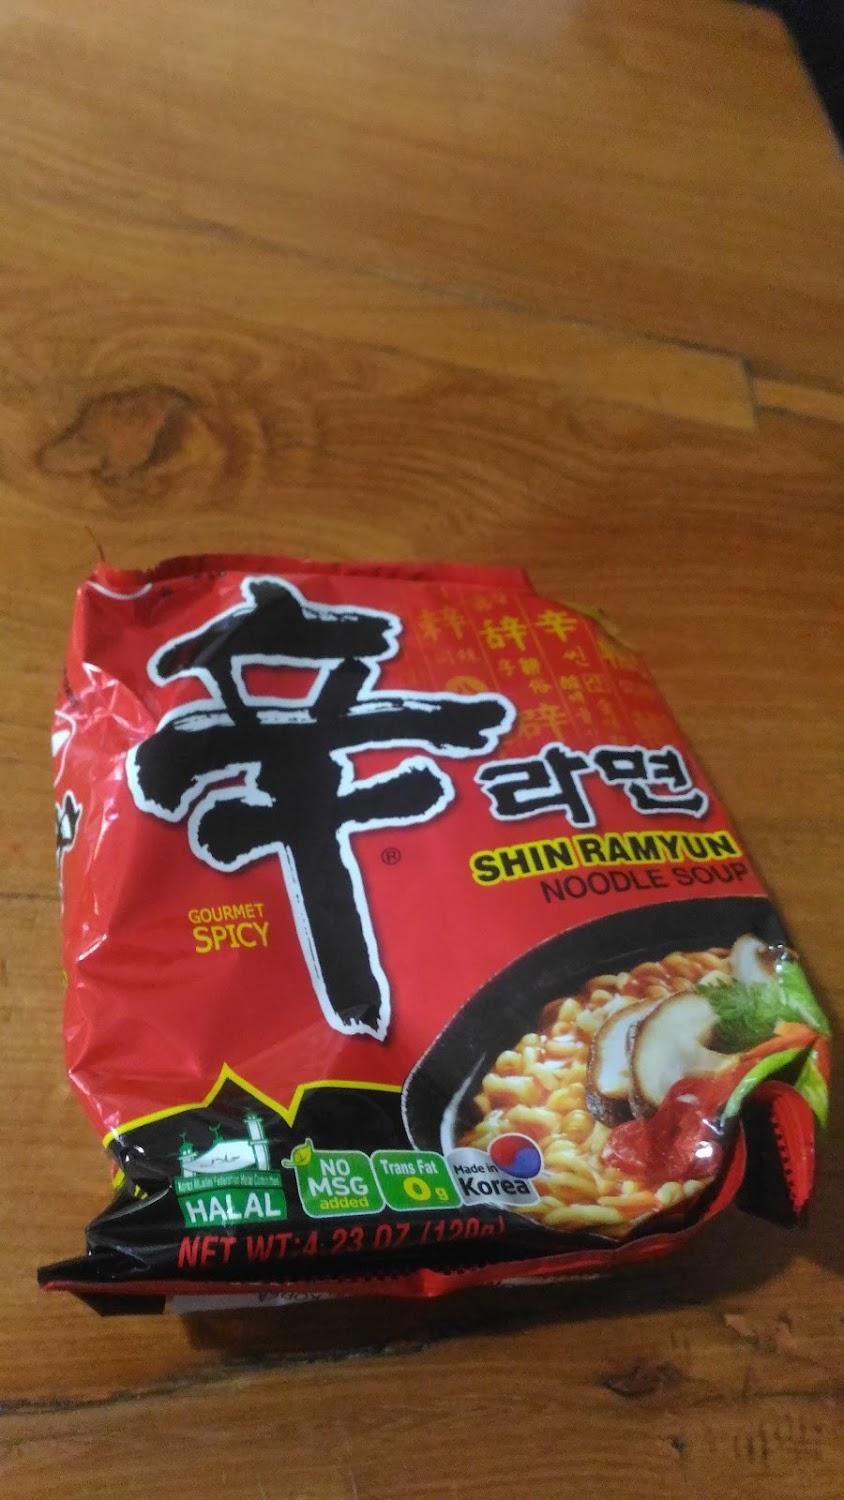 辛
라면
®
SHIN RAMYUN
NOODLE SOUP
GOURMET
SPICY
HALAL
NO
MSG
added
Trans Fat
0 g
Made in
Korea
NET WT:4.23 OZ (120g)